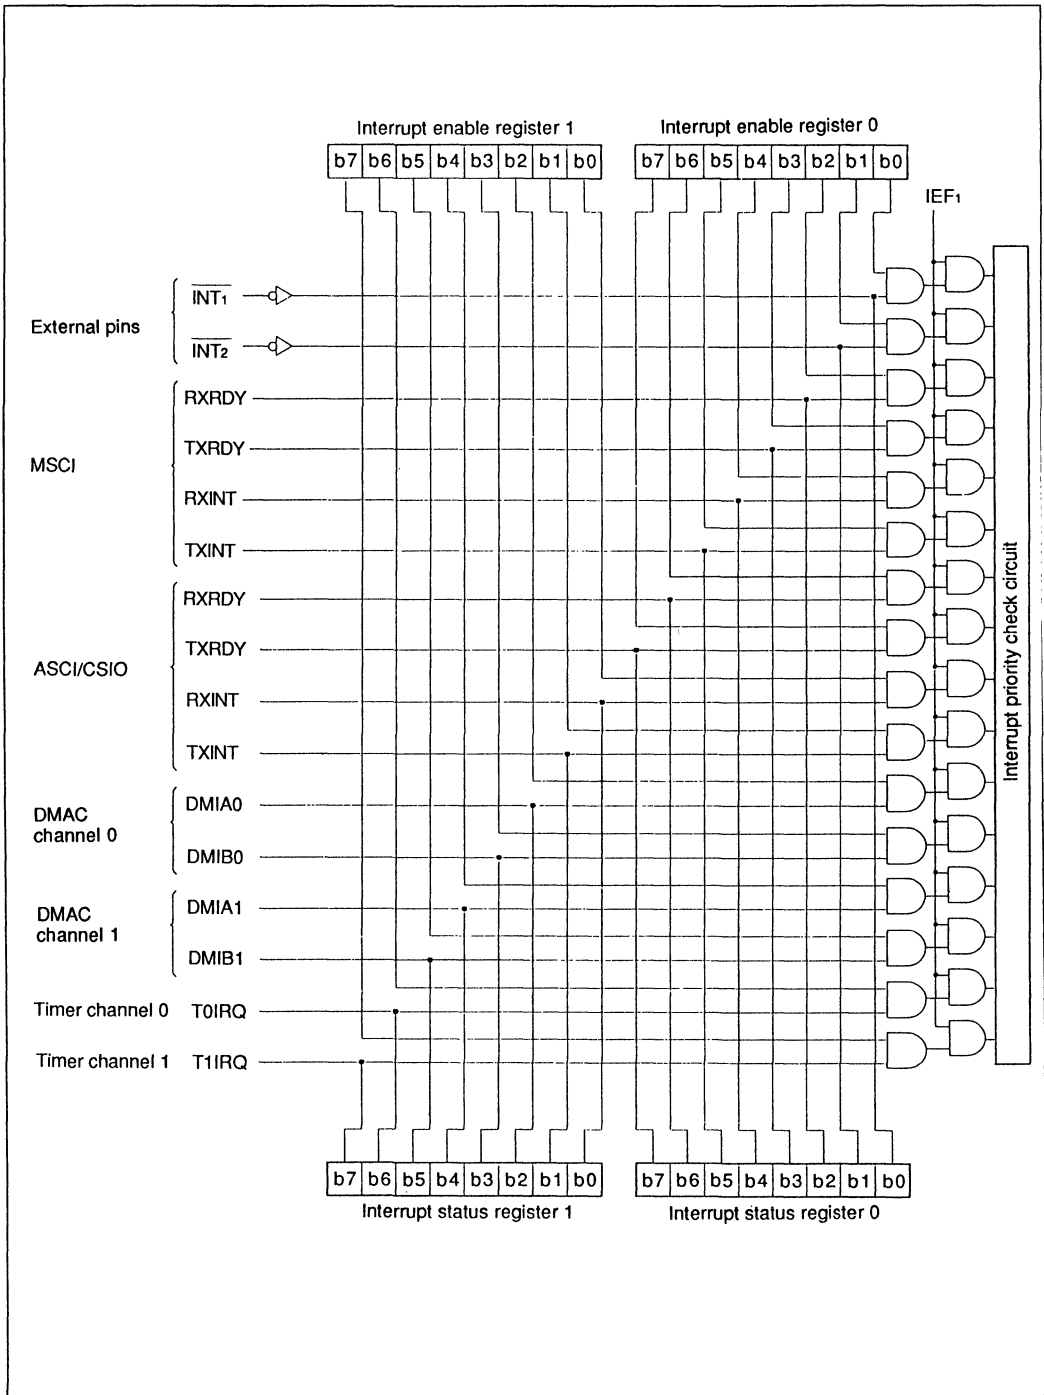 Interrupt enable register 1
Interrupt enable register 0
b7 b6 b5 b4 b3 b2 b1 b0
b7 b6 b5 b4 b3 b2 b1 b0
IEF1
External pins
INT1
INT2
MSCI
RXRDY
TXRDY
RXINT
TXINT
ASCI/CSIO
RXRDY
TXRDY
RXINT
TXINT
DMAC
channel 0
DMIA0
DMIB0
DMAC
channel 1
DMIA1
DMIB1
Timer channel 0 T0IRQ
Timer channel 1 T1IRQ
Interrupt priority check circuit
b7 b6 b5 b4 b3 b2 b1 b0
b7 b6 b5 b4 b3 b2 b1 b0
Interrupt status register 1
Interrupt status register 0